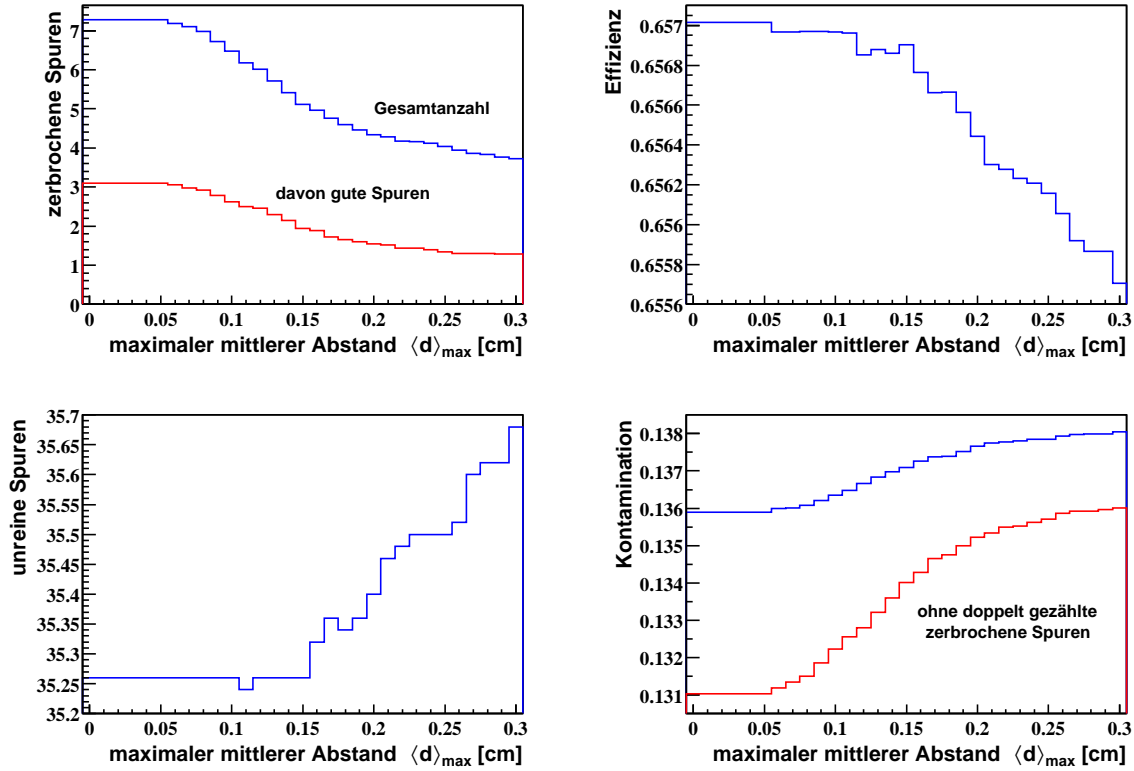 zerbrochene Spuren
7
6
5
4
3
2
1
0
Gesamtanzahl
davon gute Spuren
0 0.05 0.1 0.15 0.2 0.25 0.3
maximaler mittlerer Abstand ⟨d⟩max [cm]
Effizienz
0.657
0.6568
0.6566
0.6564
0.6562
0.656
0.6558
0.6556
0 0.05 0.1 0.15 0.2 0.25 0.3
maximaler mittlerer Abstand ⟨d⟩max [cm]
unreine Spuren
35.7
35.65
35.6
35.55
35.5
35.45
35.4
35.35
35.3
35.25
35.2
0 0.05 0.1 0.15 0.2 0.25 0.3
maximaler mittlerer Abstand ⟨d⟩max [cm]
Kontamination
0.138
0.137
0.136
0.135
0.134
0.133
0.132
0.131
ohne doppelt gezählte
zerbrochene Spuren
0 0.05 0.1 0.15 0.2 0.25 0.3
maximaler mittlerer Abstand ⟨d⟩max [cm]